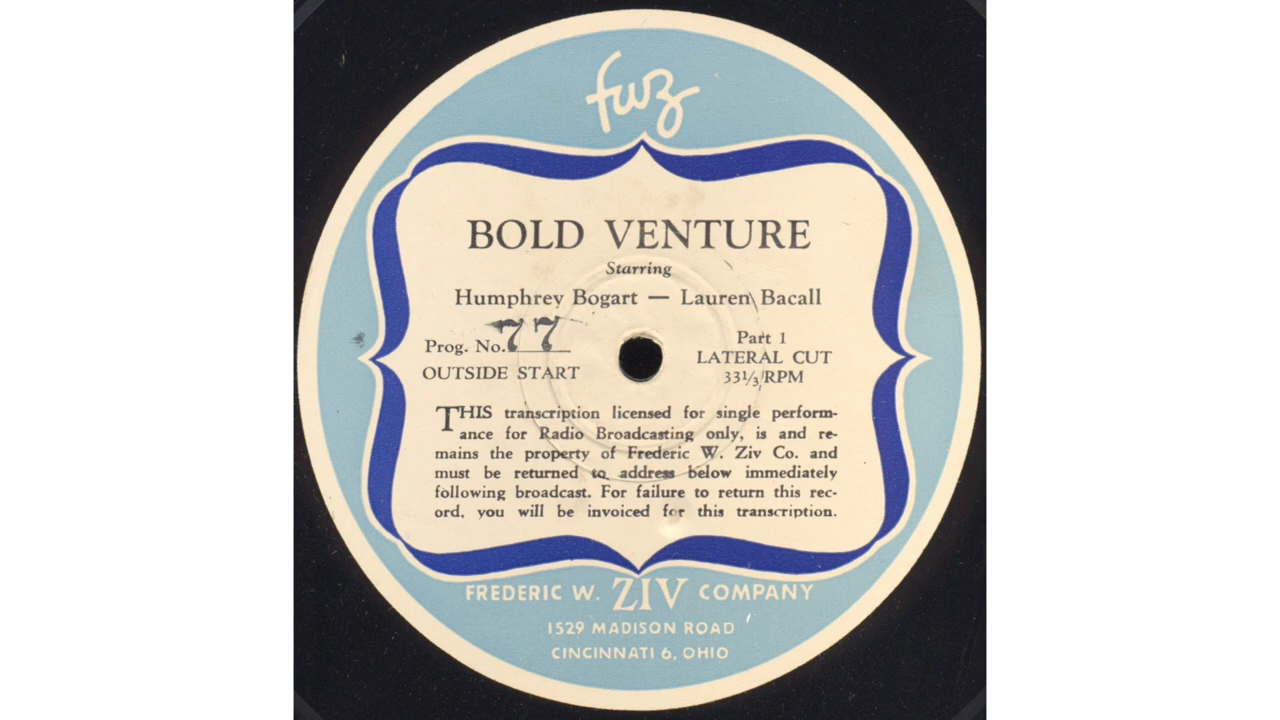 fwz
BOLD VENTURE
Starring
Humphrey Bogart — Lauren Bacall
Prog. No. 77
OUTSIDE START
Part 1
LATERAL CUT
33⅓ RPM
THIS transcription licensed for single perform-
ance for Radio Broadcasting only, is and re-
mains the property of Frederic W. Ziv Co. and
must be returned to address below immediately
following broadcast. For failure to return this rec-
ord, you will be invoiced for this transcription.
FREDERIC W. ZIV COMPANY
1529 MADISON ROAD
CINCINNATI 6, OHIO